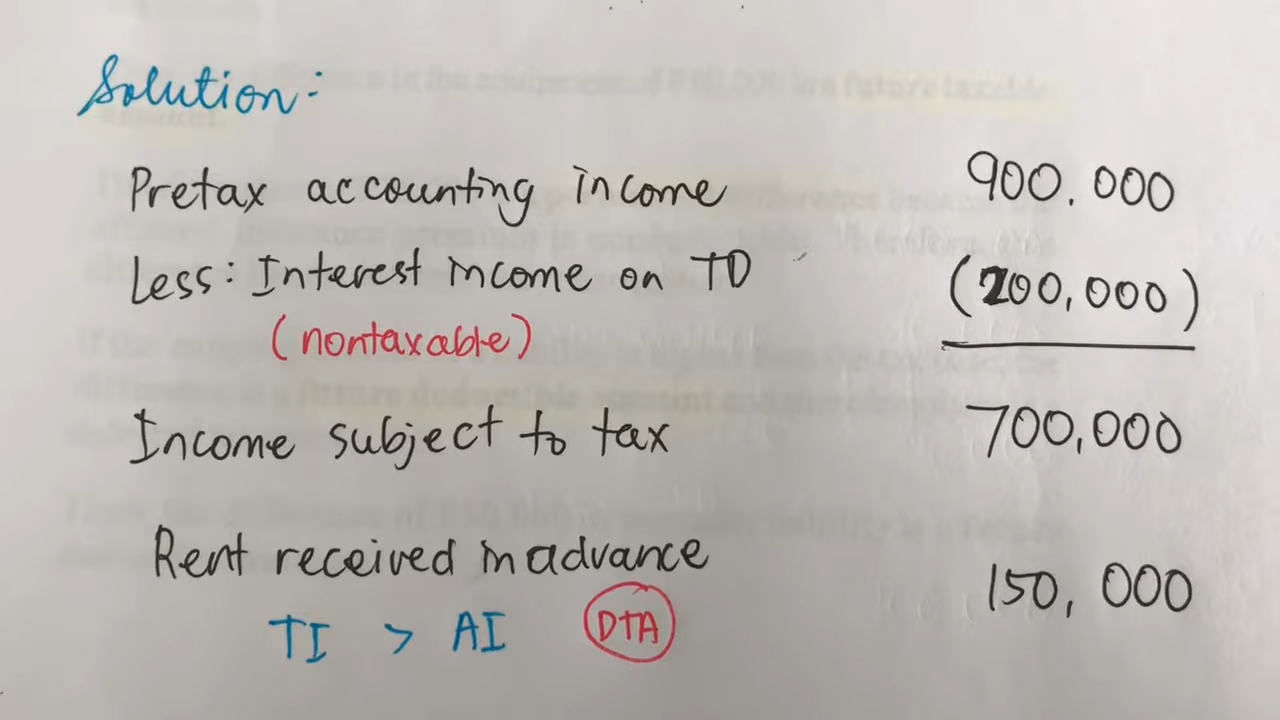 Solution:
Pretax accounting income 900.000
Less: Interest income on TD (200,000)
(nontaxable)
Income subject to tax 700,000
Rent received in advance 150,000
TI > AI DTA